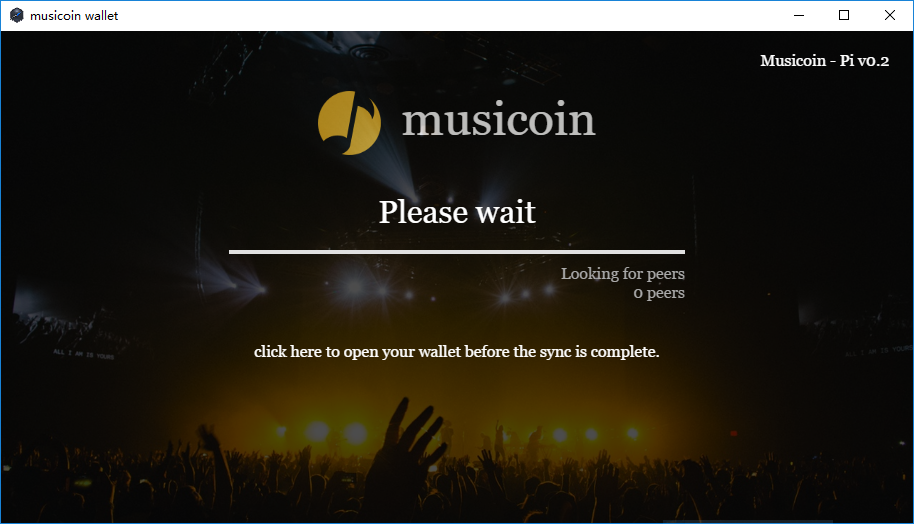 musicoin wallet
Musicoin - Pi v0.2
musicoin
Please wait
Looking for peers
0 peers
click here to open your wallet before the sync is complete.
ALL I AM IS YOURS
ALL I AM IS YOURS